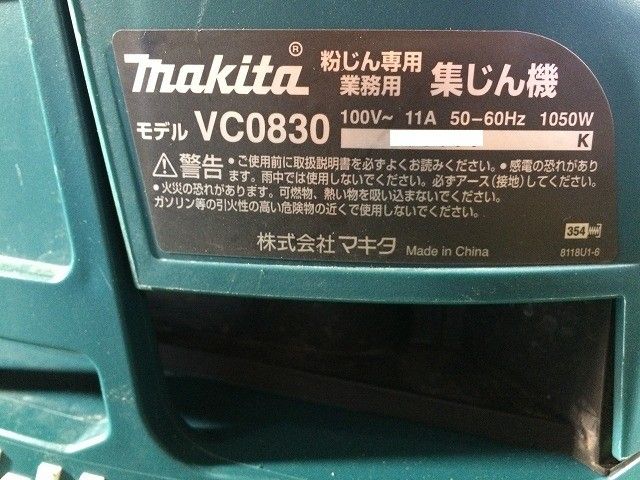 makita® 粉じん専用 業務用 集じん機
モデル VC0830 100V~ 11A 50-60Hz 1050W
K
⚠警告 ・ご使用前に取扱説明書を必ずよくお読みください。・感電の恐れがあり
ます。雨中では使用しないでください。必ずアース(接地)してください。
・火災の恐れがあります。可燃物、熱い物を吸い込まないでください。
ガソリン等の引火性の高い危険物の近くで使用しないでください。
354
株式会社 マキタ Made in China 8118U1-6